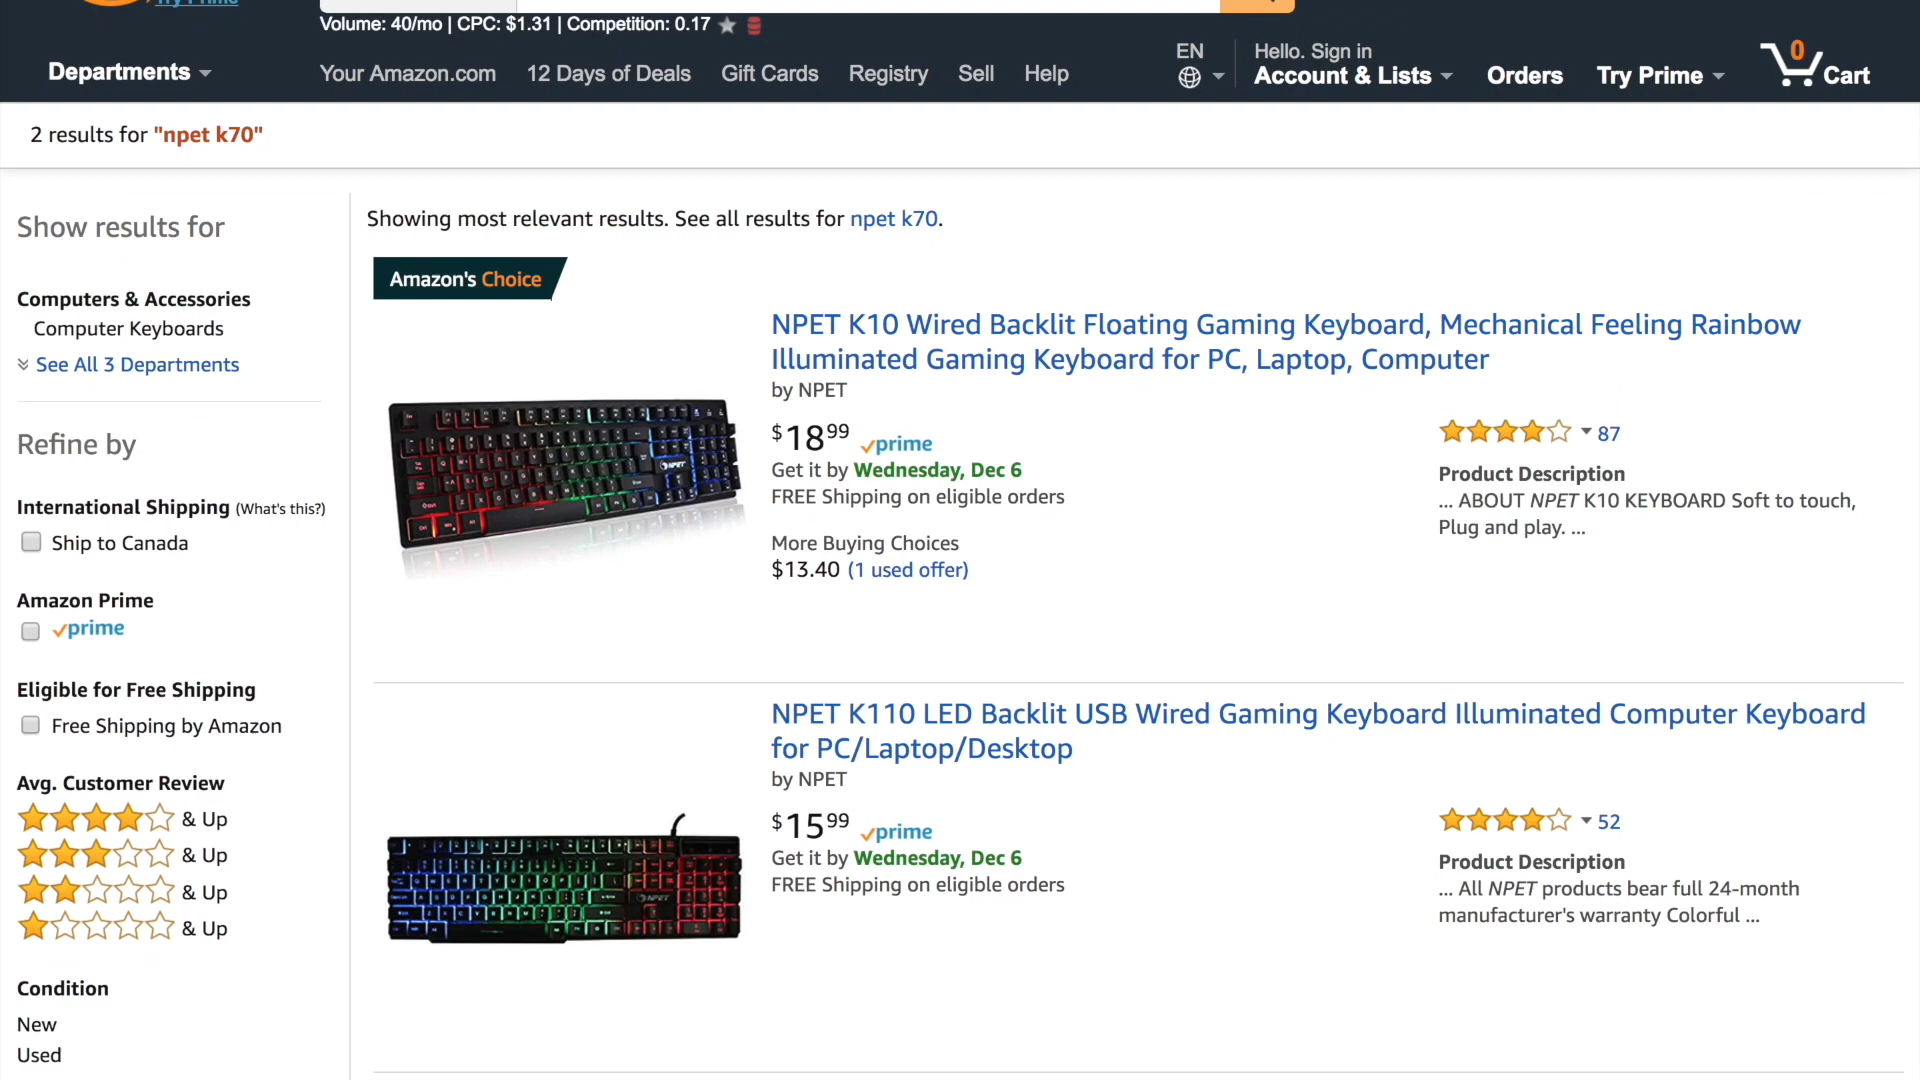 Try Prime
Volume: 40/mo | CPC: $1.31 | Competition: 0.17
Departments
Your Amazon.com
12 Days of Deals
Gift Cards
Registry
Sell
Help
EN
Hello. Sign in
Account & Lists
Orders
Try Prime
0
Cart
2 results for "npet k70"
Show results for
Computers & Accessories
Computer Keyboards
See All 3 Departments
Refine by
International Shipping (What's this?)
Ship to Canada
Amazon Prime
prime
Eligible for Free Shipping
Free Shipping by Amazon
Avg. Customer Review
& Up
& Up
& Up
& Up
Condition
New
Used
Showing most relevant results. See all results for npet k70.
Amazon's Choice
NPET K10 Wired Backlit Floating Gaming Keyboard, Mechanical Feeling Rainbow
Illuminated Gaming Keyboard for PC, Laptop, Computer
by NPET
$18.99 prime
Get it by Wednesday, Dec 6
FREE Shipping on eligible orders
More Buying Choices
$13.40 (1 used offer)
87
Product Description
... ABOUT NPET K10 KEYBOARD Soft to touch,
Plug and play. ...
NPET
NPET K110 LED Backlit USB Wired Gaming Keyboard Illuminated Computer Keyboard
for PC/Laptop/Desktop
by NPET
$15.99 prime
Get it by Wednesday, Dec 6
FREE Shipping on eligible orders
52
Product Description
... All NPET products bear full 24-month
manufacturer's warranty Colorful ...
NPET